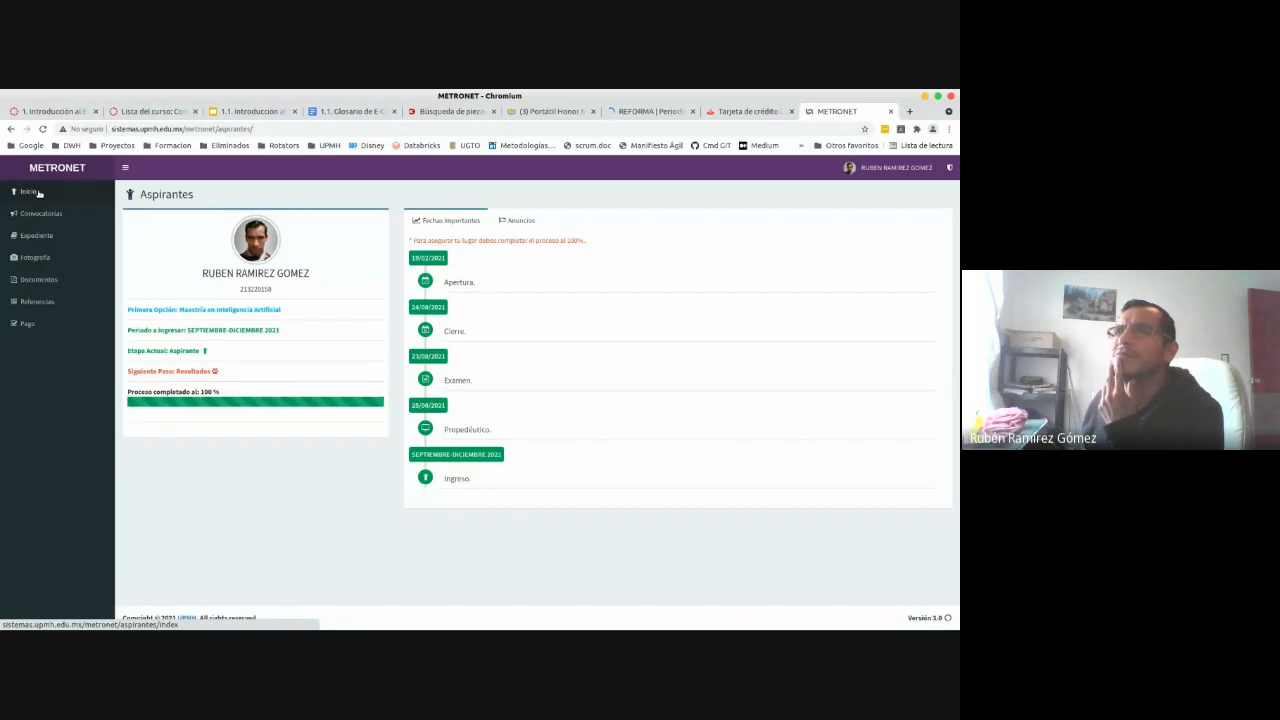 METRONET - Chromium
1. Introducción al E
Lista del curso: Con
1.1. Introducción al
1.1. Glosario de E-C
Búsqueda de pieza
(3) Portátil Honor
REFORMA | Periodi
Tarjeta de crédito
METRONET
No seguro
sistemas.upmh.edu.mx/metronet/aspirantes/
Google
DWH
Proyectos
Formacion
Eliminados
Rotators
UPMH
Disney
Databricks
UGTO
Metodologías...
scrum.doc
Manifiesto Ágil
Cmd GIT
Medium
»
Otros favoritos
Lista de lectura
METRONET
RUBEN RAMIREZ GOMEZ
Inicio
Convocatorias
Expediente
Fotografía
Documentos
Referencias
Pago
Aspirantes
RUBEN RAMIREZ GOMEZ
213220158
Primera Opción: Maestría en Inteligencia Artificial
Periodo a ingresar: SEPTIEMBRE-DICIEMBRE 2021
Etapa Actual: Aspirante
Siguiente Paso: Resultados
Proceso completado al: 100 %
Fechas importantes
Anuncios
* Para asegurar tu lugar debes completar el proceso al 100%..
19/02/2021
Apertura.
24/08/2021
Cierre.
23/08/2021
Examen.
25/06/2021
Propedéutico.
SEPTIEMBRE-DICIEMBRE 2021
Ingreso.
Copyright © 2021 UPMH. All rights reserved.
Versión 3.0
sistemas.upmh.edu.mx/metronet/aspirantes/index
Rubén Ramírez Gómez